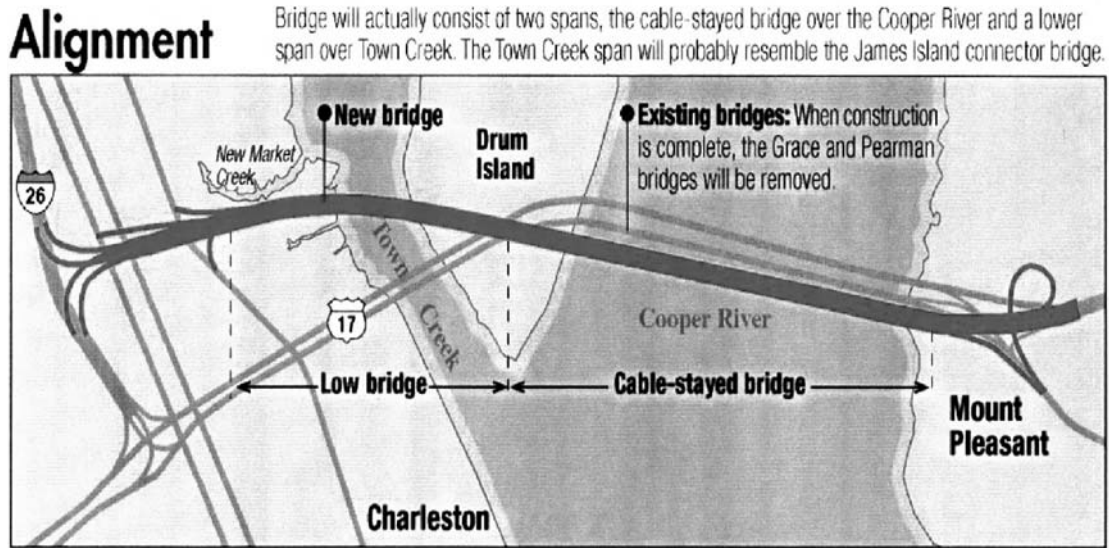 Alignment
Bridge will actually consist of two spans, the cable-stayed bridge over the Cooper River and a lower
span over Town Creek. The Town Creek span will probably resemble the James Island connector bridge.
New bridge
Drum
Island
Existing bridges: When construction
is complete, the Grace and Pearman
bridges will be removed.
New Market
Creek
26
Town
Creek
17
Cooper River
Low bridge
Cable-stayed bridge
Mount
Pleasant
Charleston